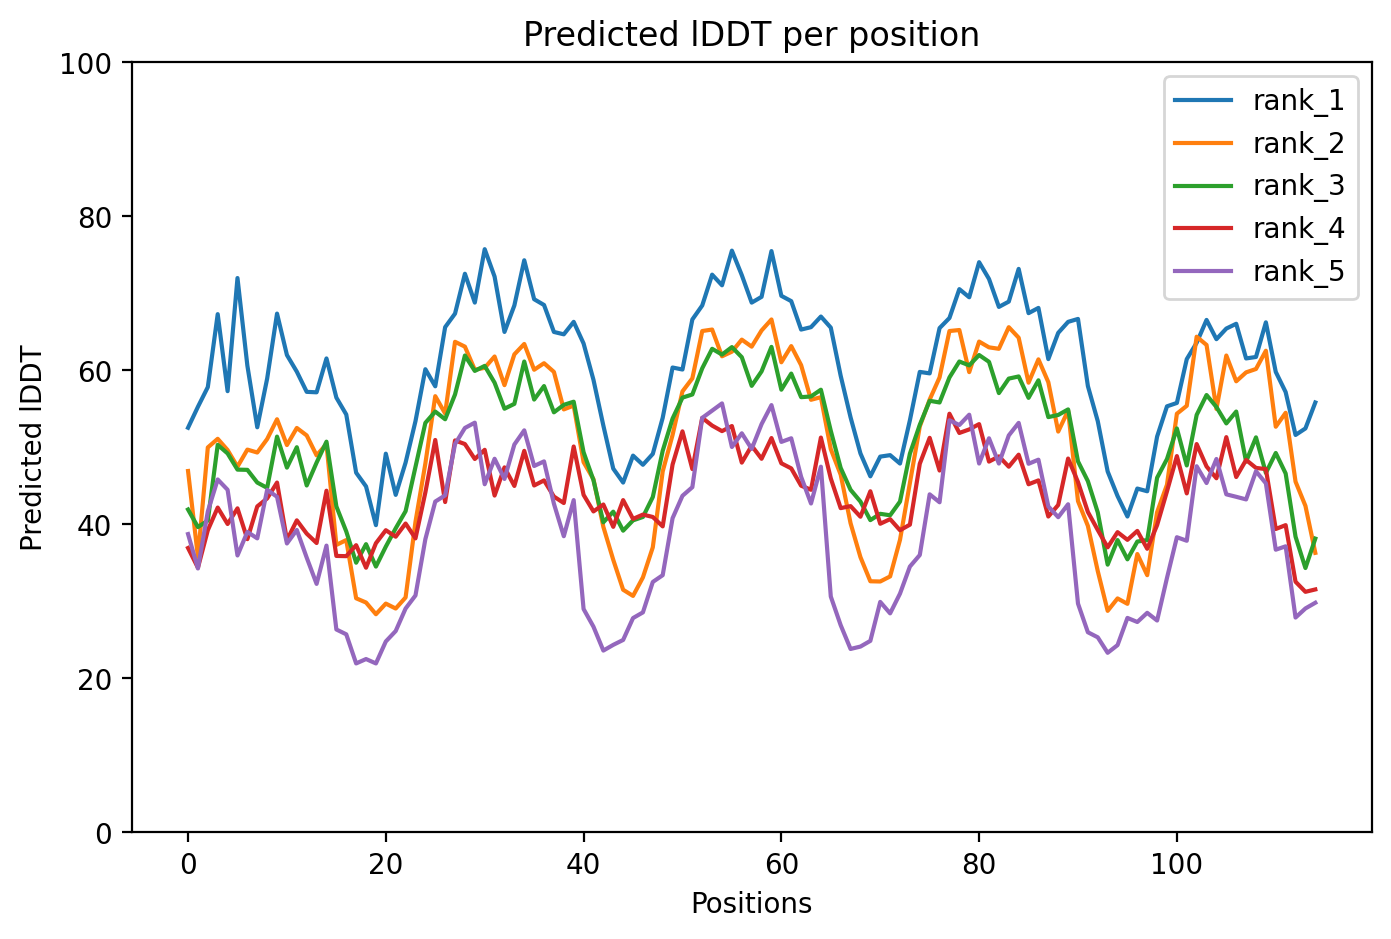 Predicted lDDT per position
100
80
60
40
20
0
Predicted lDDT
0 20 40 60 80 100
Positions
rank_1
rank_2
rank_3
rank_4
rank_5